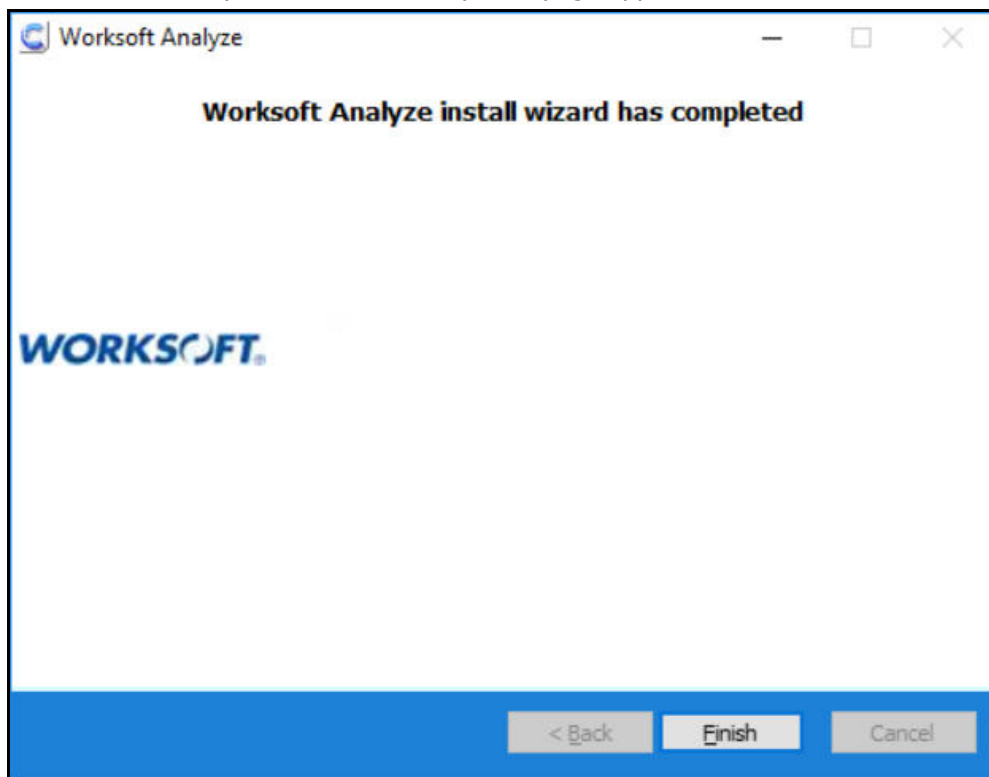 Worksoft Analyze
Worksoft Analyze install wizard has completed
WORKSOFT®
< Back
Finish
Cancel